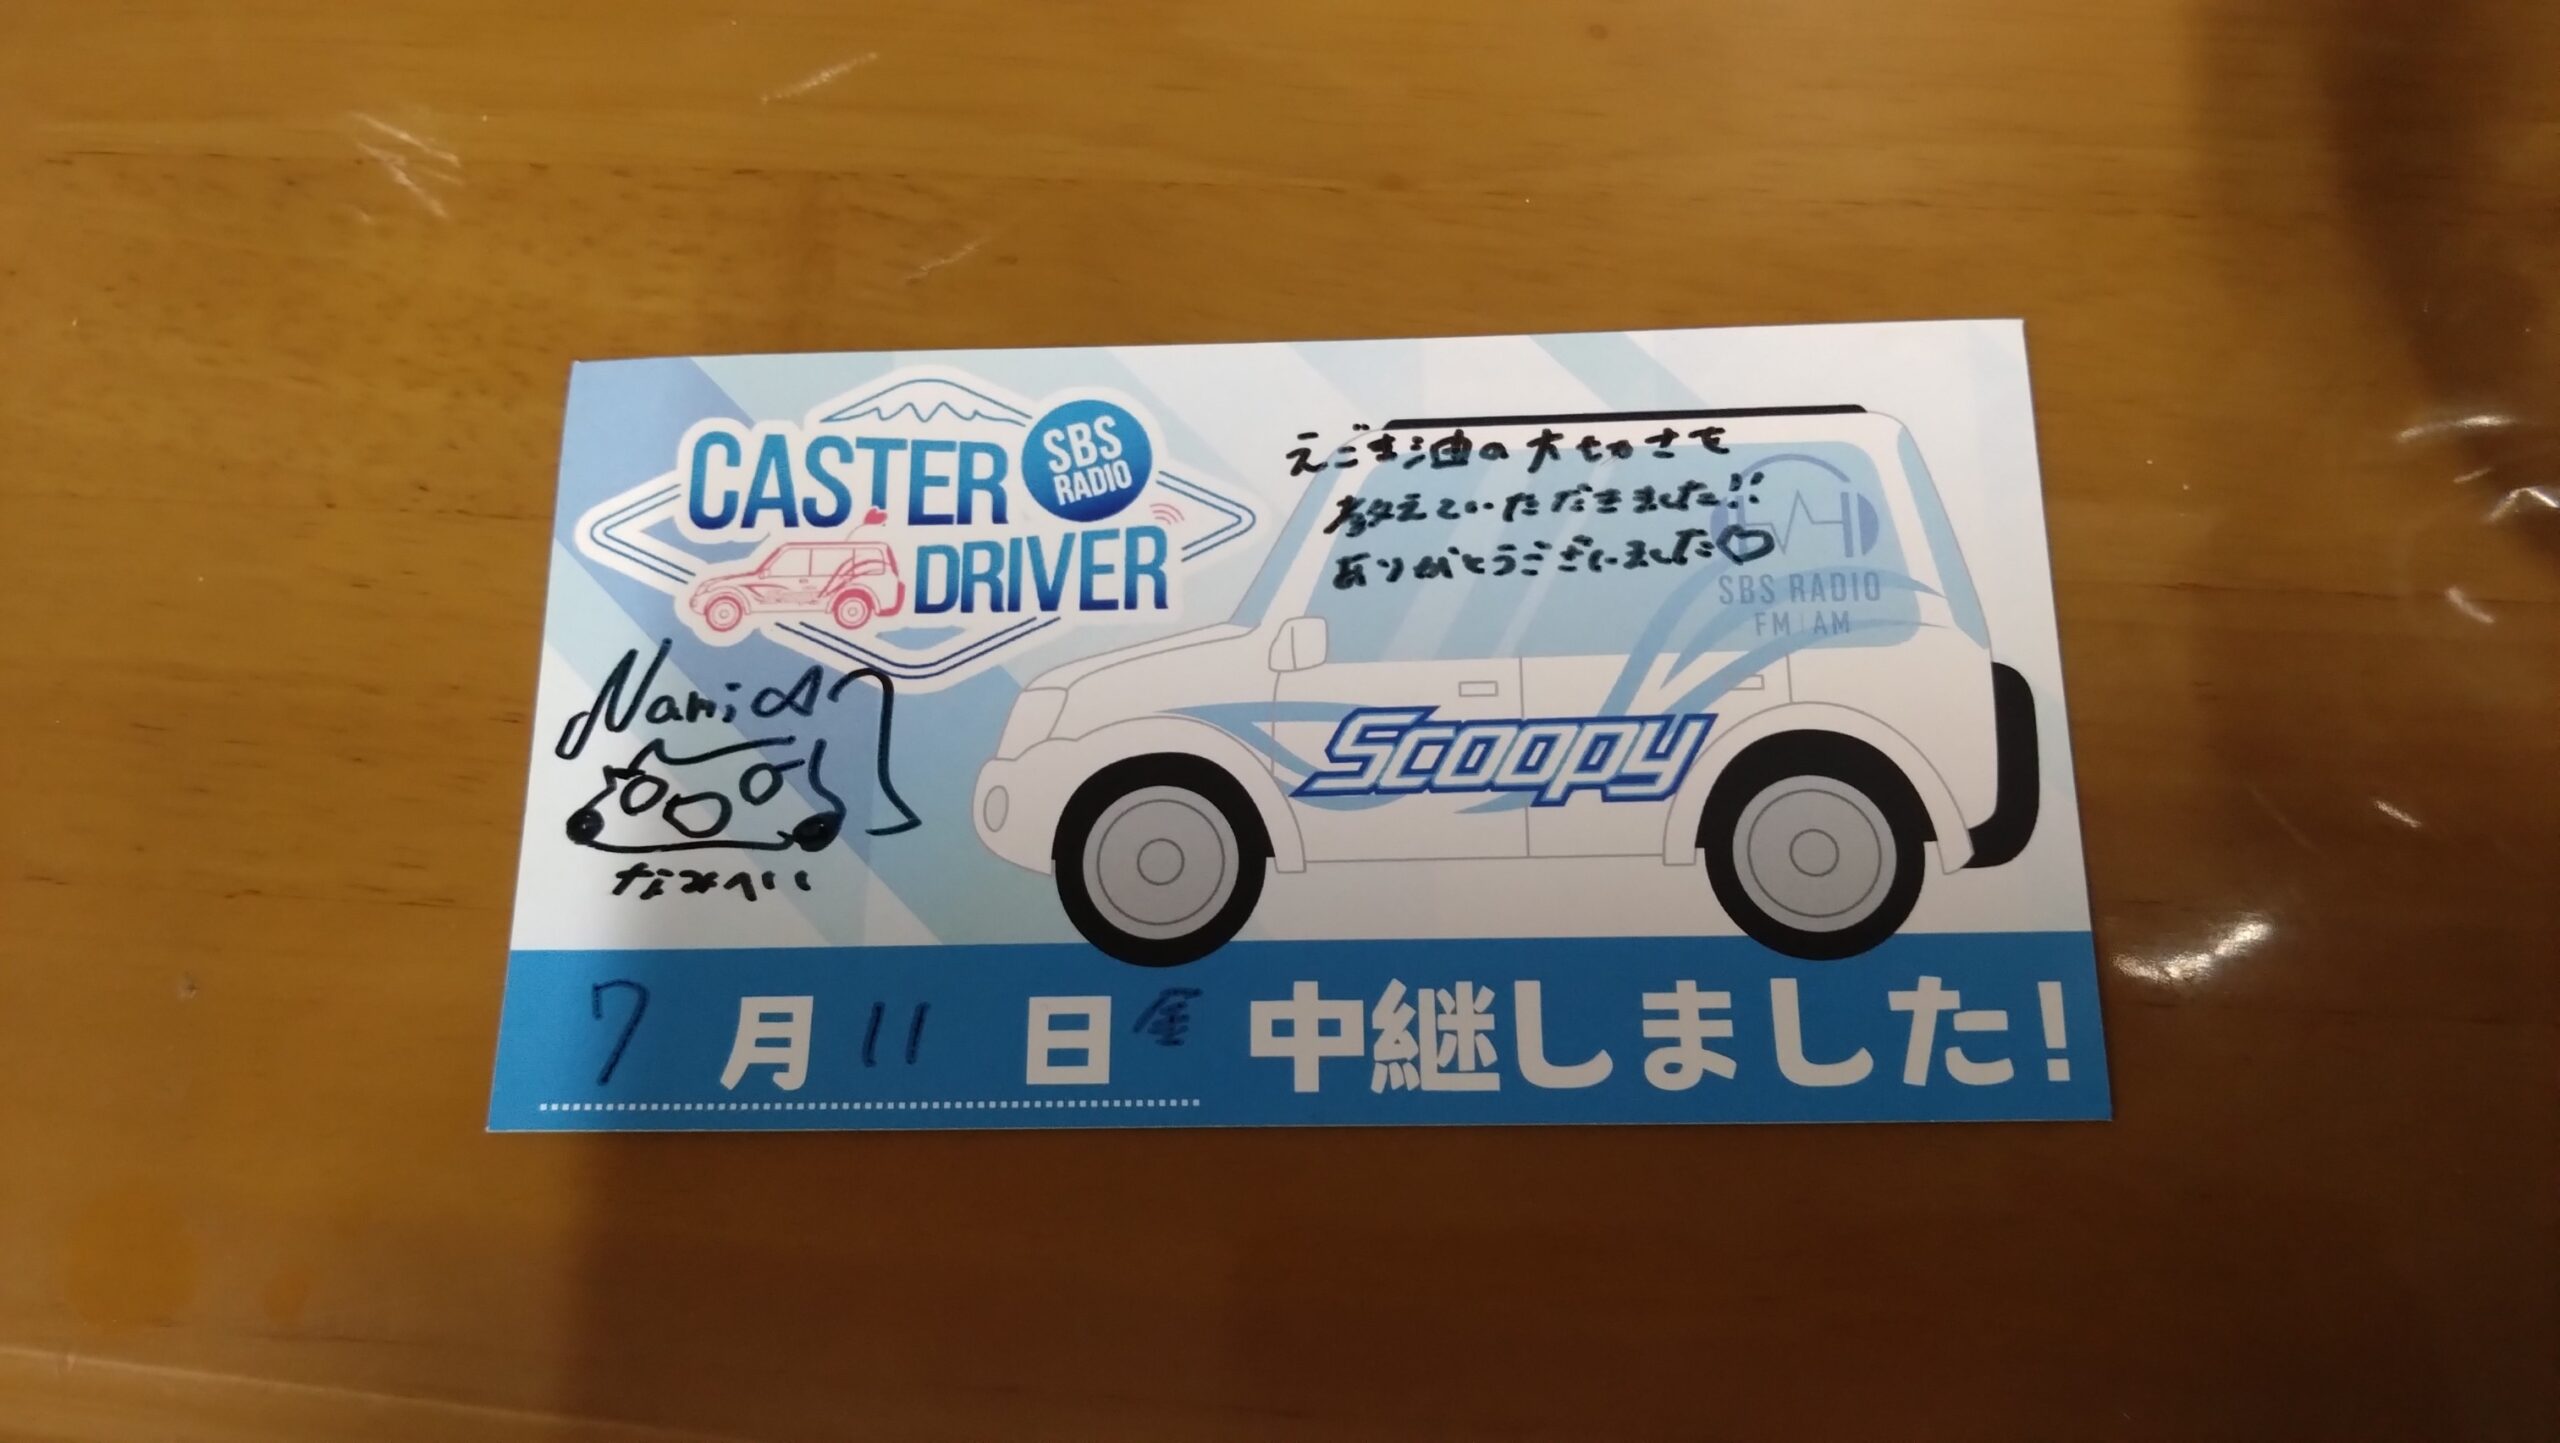 CASTER
SBS
RADIO
DRIVER
えごま油の大切さを
教えていただきました!!
ありがとうございました♡
SBS RADIO
FM AM
Scoopy
なみへい
7月11日 金 中継しました!